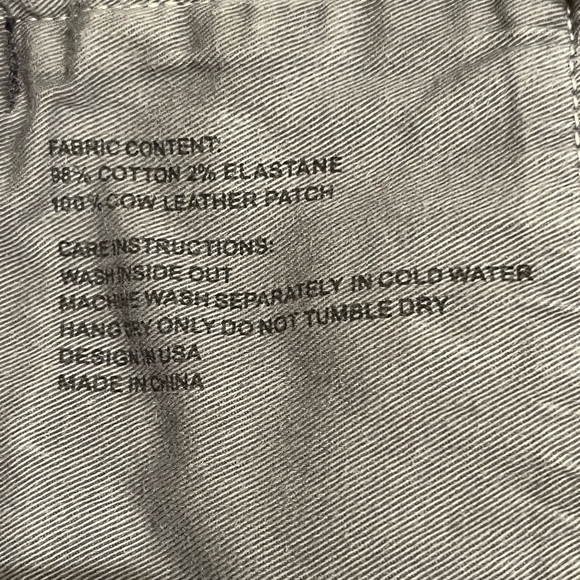 FABRIC CONTENT:
98% COTTON 2% ELASTANE
100% COW LEATHER PATCH
CARE INSTRUCTIONS:
WASH INSIDE OUT
MACHINE WASH SEPARATELY IN COLD WATER
HANG DRY ONLY DO NOT TUMBLE DRY
DESIGN IN USA
MADE IN CHINA